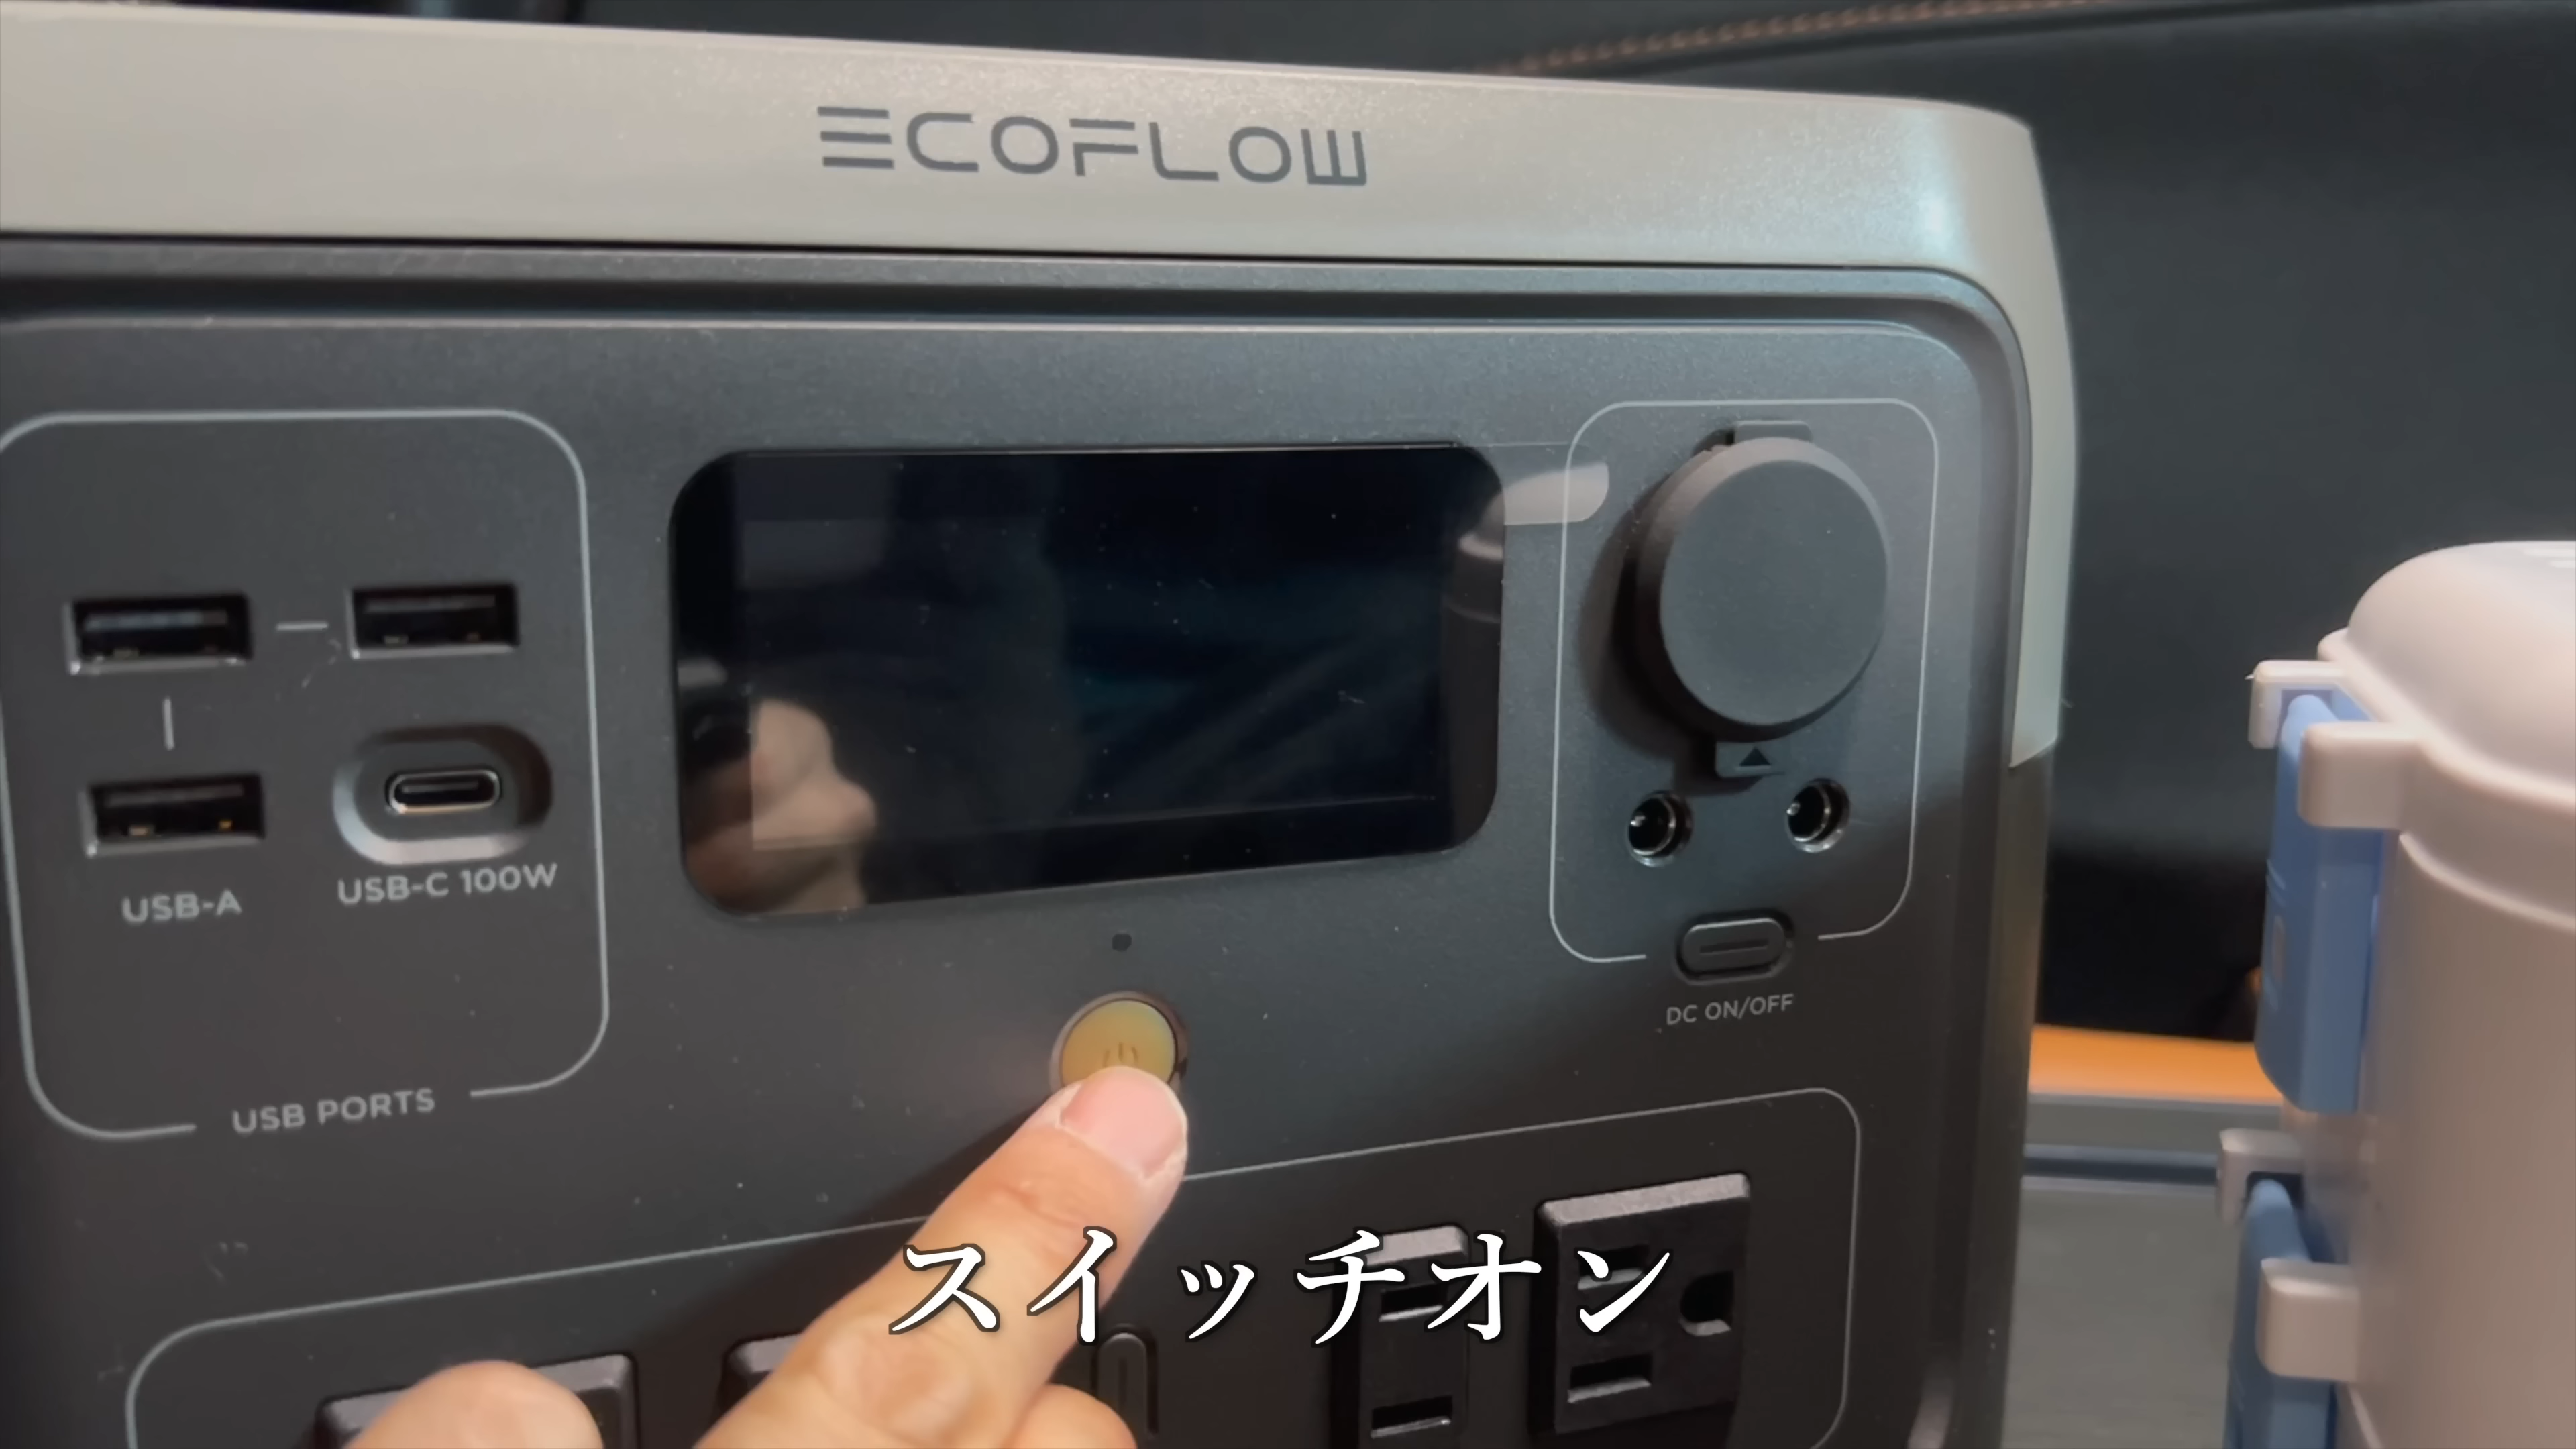 ECOFLOW
USB-A
USB-C 100W
USB PORTS
DC ON/OFF
スイッチオン